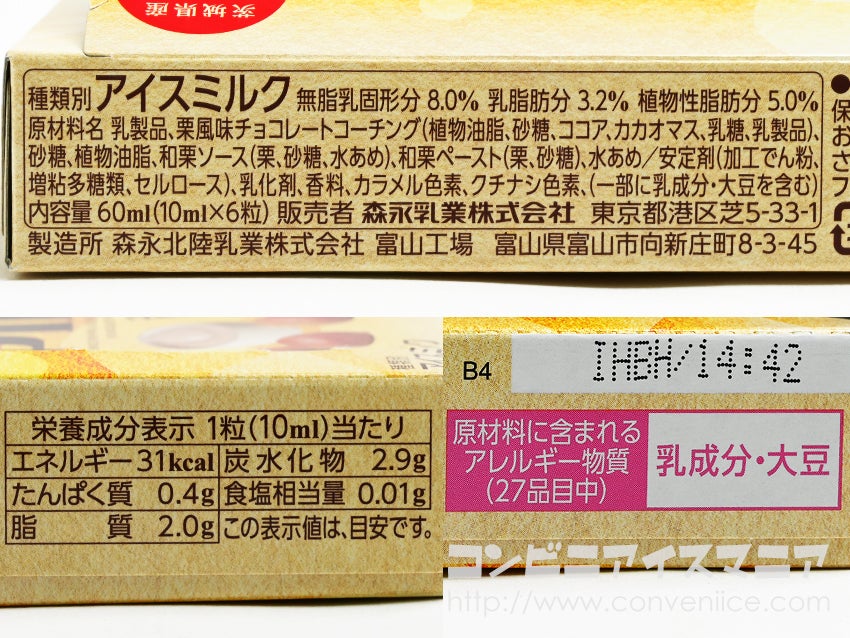 茨城県産
種類別 アイスミルク 無脂乳固形分 8.0% 乳脂肪分 3.2% 植物性脂肪分 5.0%
原材料名 乳製品、栗風味チョコレートコーチング(植物油脂、砂糖、ココア、カカオマス、乳糖、乳製品)、
砂糖、植物油脂、和栗ソース(栗、砂糖、水あめ)、和栗ペースト(栗、砂糖)、水あめ／安定剤(加工でん粉、
増粘多糖類、セルロース)、乳化剤、香料、カラメル色素、クチナシ色素、(一部に乳成分・大豆を含む)
内容量 60ml(10ml×6粒) 販売者 森永乳業株式会社 東京都港区芝5-33-1
製造所 森永北陸乳業株式会社 富山工場 富山県富山市向新庄町8-3-45
●
保
お
さ
フ
栄養成分表示 1粒(10ml)当たり
エネルギー 31kcal 炭水化物 2.9g
たんぱく質 0.4g 食塩相当量 0.01g
脂質 2.0g この表示値は、目安です。
B4
IHBH/14:42
原材料に含まれる
アレルギー物質
(27品目中)
乳成分・大豆
コンビニアイスマニア
http://www.conveniice.com